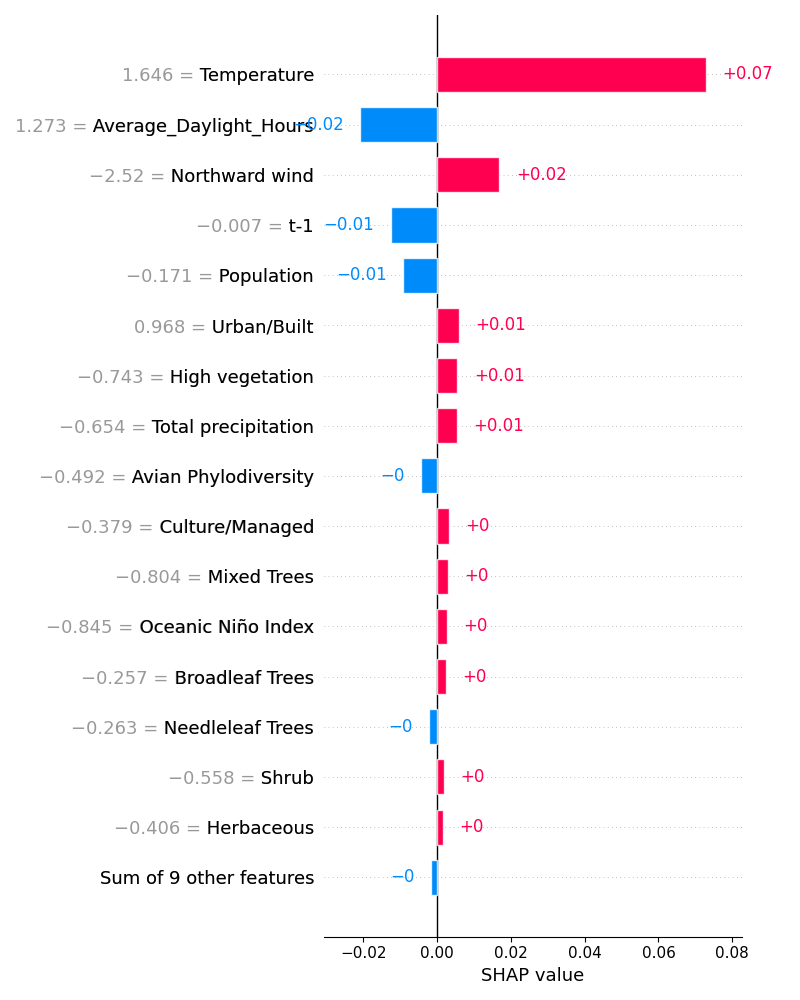 1.646 = Temperature +0.07
1.273 = Average_Daylight_Hours −0.02
−2.52 = Northward wind +0.02
−0.007 = t-1 −0.01
−0.171 = Population −0.01
0.968 = Urban/Built +0.01
−0.743 = High vegetation +0.01
−0.654 = Total precipitation +0.01
−0.492 = Avian Phylodiversity −0
−0.379 = Culture/Managed +0
−0.804 = Mixed Trees +0
−0.845 = Oceanic Niño Index +0
−0.257 = Broadleaf Trees +0
−0.263 = Needleleaf Trees −0
−0.558 = Shrub +0
−0.406 = Herbaceous +0
Sum of 9 other features −0
−0.02 0.00 0.02 0.04 0.06 0.08
SHAP value